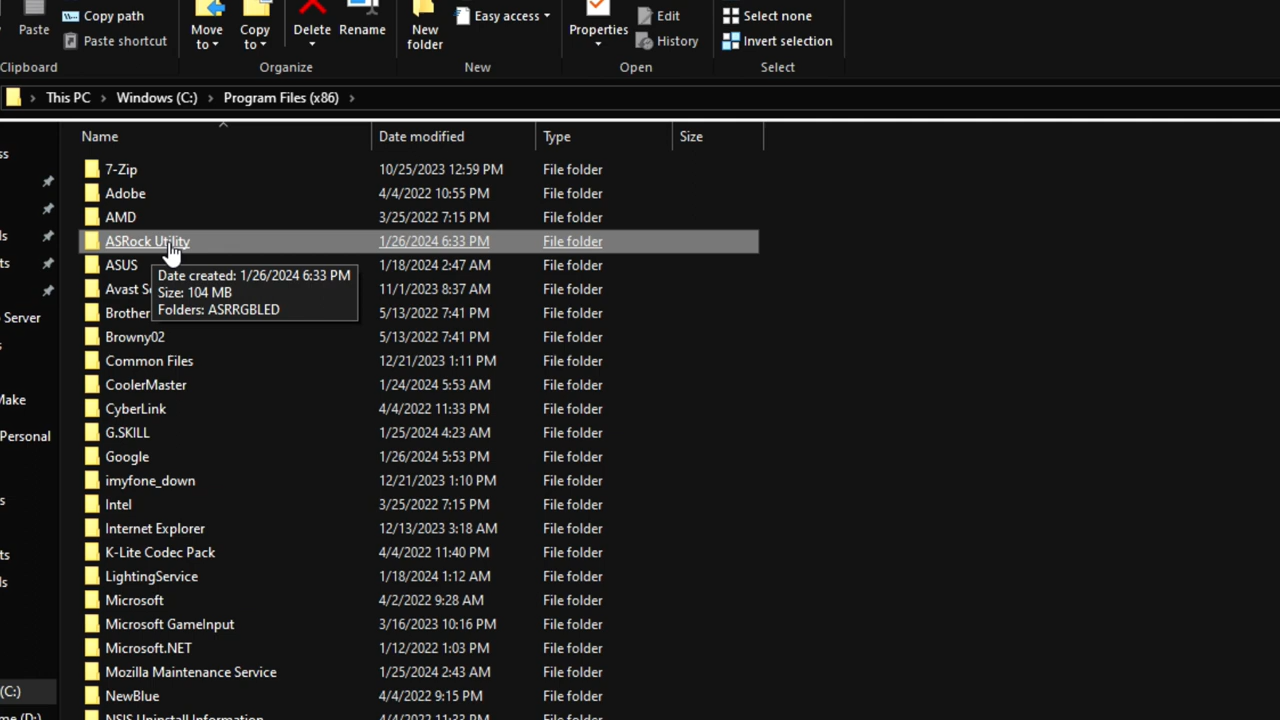 Paste
Copy path
Paste shortcut
Clipboard
Move to
Copy to
Delete
Rename
Organize
New folder
Easy access
New
Properties
Edit
History
Open
Select none
Invert selection
Select
This PC > Windows (C:) > Program Files (x86) >
Name Date modified Type Size
7-Zip 10/25/2023 12:59 PM File folder
Adobe 4/4/2022 10:55 PM File folder
AMD 3/25/2022 7:15 PM File folder
ASRock Utility 1/26/2024 6:33 PM File folder
ASUS 1/18/2024 2:47 AM File folder
Date created: 1/26/2024 6:33 PM
Size: 104 MB
Folders: ASRRGBLED
Avast 11/1/2023 8:37 AM File folder
Brother 5/13/2022 7:41 PM File folder
Browny02 5/13/2022 7:41 PM File folder
Common Files 12/21/2023 1:11 PM File folder
CoolerMaster 1/24/2024 5:53 AM File folder
CyberLink 4/4/2022 11:33 PM File folder
G.SKILL 1/25/2024 4:23 AM File folder
Google 1/26/2024 5:53 PM File folder
imyfone_down 12/21/2023 1:10 PM File folder
Intel 3/25/2022 7:15 PM File folder
Internet Explorer 12/13/2023 3:18 AM File folder
K-Lite Codec Pack 4/4/2022 11:40 PM File folder
LightingService 1/18/2024 1:12 AM File folder
Microsoft 4/2/2022 9:28 AM File folder
Microsoft GameInput 3/16/2023 10:16 PM File folder
Microsoft.NET 1/12/2022 1:03 PM File folder
Mozilla Maintenance Service 1/25/2024 2:43 AM File folder
NewBlue 4/4/2022 9:15 PM File folder
NSIS Uninstall Information 4/4/2022 11:33 PM File folder
Server
Make
Personal
(C:)
(D:)